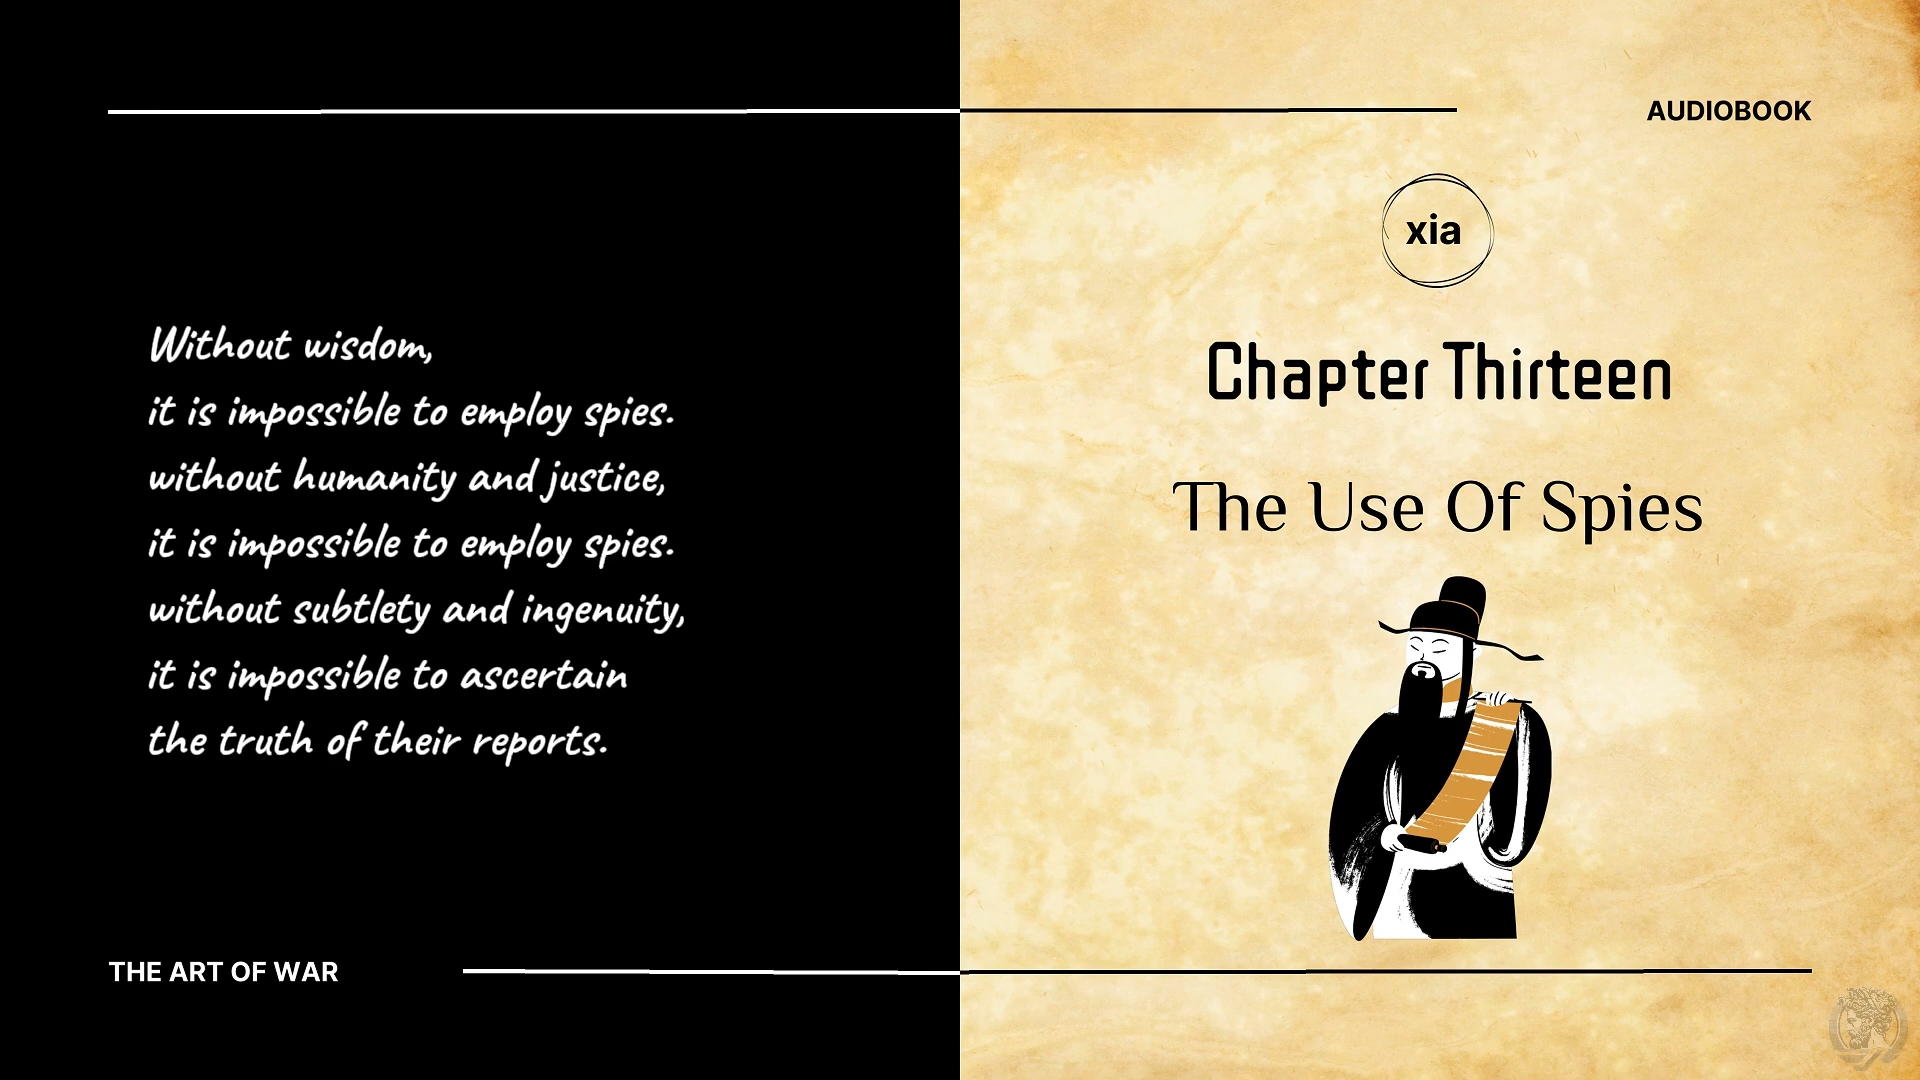 Without wisdom,
it is impossible to employ spies.
without humanity and justice,
it is impossible to employ spies.
without subtlety and ingenuity,
it is impossible to ascertain
the truth of their reports.
THE ART OF WAR
AUDIOBOOK
xia
Chapter Thirteen
The Use Of Spies